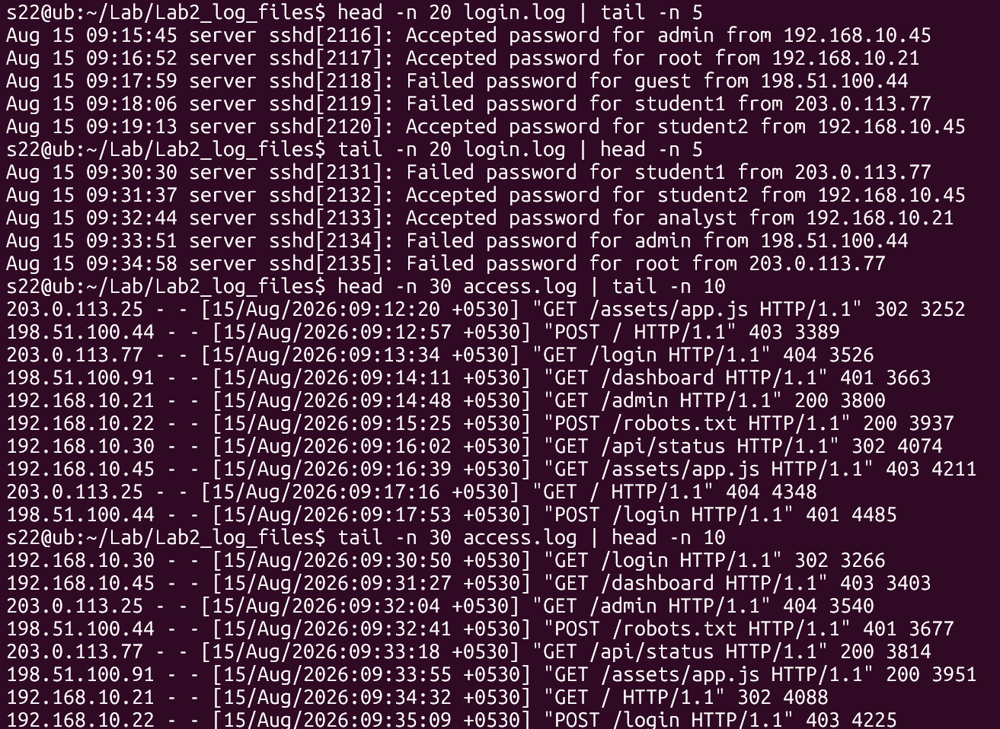 s22@ub:~/Lab/Lab2_log_files$ head -n 20 login.log | tail -n 5
Aug 15 09:15:45 server sshd[2116]: Accepted password for admin from 192.168.10.45
Aug 15 09:16:52 server sshd[2117]: Accepted password for root from 192.168.10.21
Aug 15 09:17:59 server sshd[2118]: Failed password for guest from 198.51.100.44
Aug 15 09:18:06 server sshd[2119]: Failed password for student1 from 203.0.113.77
Aug 15 09:19:13 server sshd[2120]: Accepted password for student2 from 192.168.10.45
s22@ub:~/Lab/Lab2_log_files$ tail -n 20 login.log | head -n 5
Aug 15 09:30:30 server sshd[2131]: Failed password for student1 from 203.0.113.77
Aug 15 09:31:37 server sshd[2132]: Accepted password for student2 from 192.168.10.45
Aug 15 09:32:44 server sshd[2133]: Accepted password for analyst from 192.168.10.21
Aug 15 09:33:51 server sshd[2134]: Failed password for admin from 198.51.100.44
Aug 15 09:34:58 server sshd[2135]: Failed password for root from 203.0.113.77
s22@ub:~/Lab/Lab2_log_files$ head -n 30 access.log | tail -n 10
203.0.113.25 - - [15/Aug/2026:09:12:20 +0530] "GET /assets/app.js HTTP/1.1" 302 3252
198.51.100.44 - - [15/Aug/2026:09:12:57 +0530] "POST / HTTP/1.1" 403 3389
203.0.113.77 - - [15/Aug/2026:09:13:34 +0530] "GET /login HTTP/1.1" 404 3526
198.51.100.91 - - [15/Aug/2026:09:14:11 +0530] "GET /dashboard HTTP/1.1" 401 3663
192.168.10.21 - - [15/Aug/2026:09:14:48 +0530] "GET /admin HTTP/1.1" 200 3800
192.168.10.22 - - [15/Aug/2026:09:15:25 +0530] "POST /robots.txt HTTP/1.1" 200 3937
192.168.10.30 - - [15/Aug/2026:09:16:02 +0530] "GET /api/status HTTP/1.1" 302 4074
192.168.10.45 - - [15/Aug/2026:09:16:39 +0530] "GET /assets/app.js HTTP/1.1" 403 4211
203.0.113.25 - - [15/Aug/2026:09:17:16 +0530] "GET / HTTP/1.1" 404 4348
198.51.100.44 - - [15/Aug/2026:09:17:53 +0530] "POST /login HTTP/1.1" 401 4485
s22@ub:~/Lab/Lab2_log_files$ tail -n 30 access.log | head -n 10
192.168.10.30 - - [15/Aug/2026:09:30:50 +0530] "GET /login HTTP/1.1" 302 3266
192.168.10.45 - - [15/Aug/2026:09:31:27 +0530] "GET /dashboard HTTP/1.1" 403 3403
203.0.113.25 - - [15/Aug/2026:09:32:04 +0530] "GET /admin HTTP/1.1" 404 3540
198.51.100.44 - - [15/Aug/2026:09:32:41 +0530] "POST /robots.txt HTTP/1.1" 401 3677
203.0.113.77 - - [15/Aug/2026:09:33:18 +0530] "GET /api/status HTTP/1.1" 200 3814
198.51.100.91 - - [15/Aug/2026:09:33:55 +0530] "GET /assets/app.js HTTP/1.1" 200 3951
192.168.10.21 - - [15/Aug/2026:09:34:32 +0530] "GET / HTTP/1.1" 302 4088
192.168.10.22 - - [15/Aug/2026:09:35:09 +0530] "POST /login HTTP/1.1" 403 4225